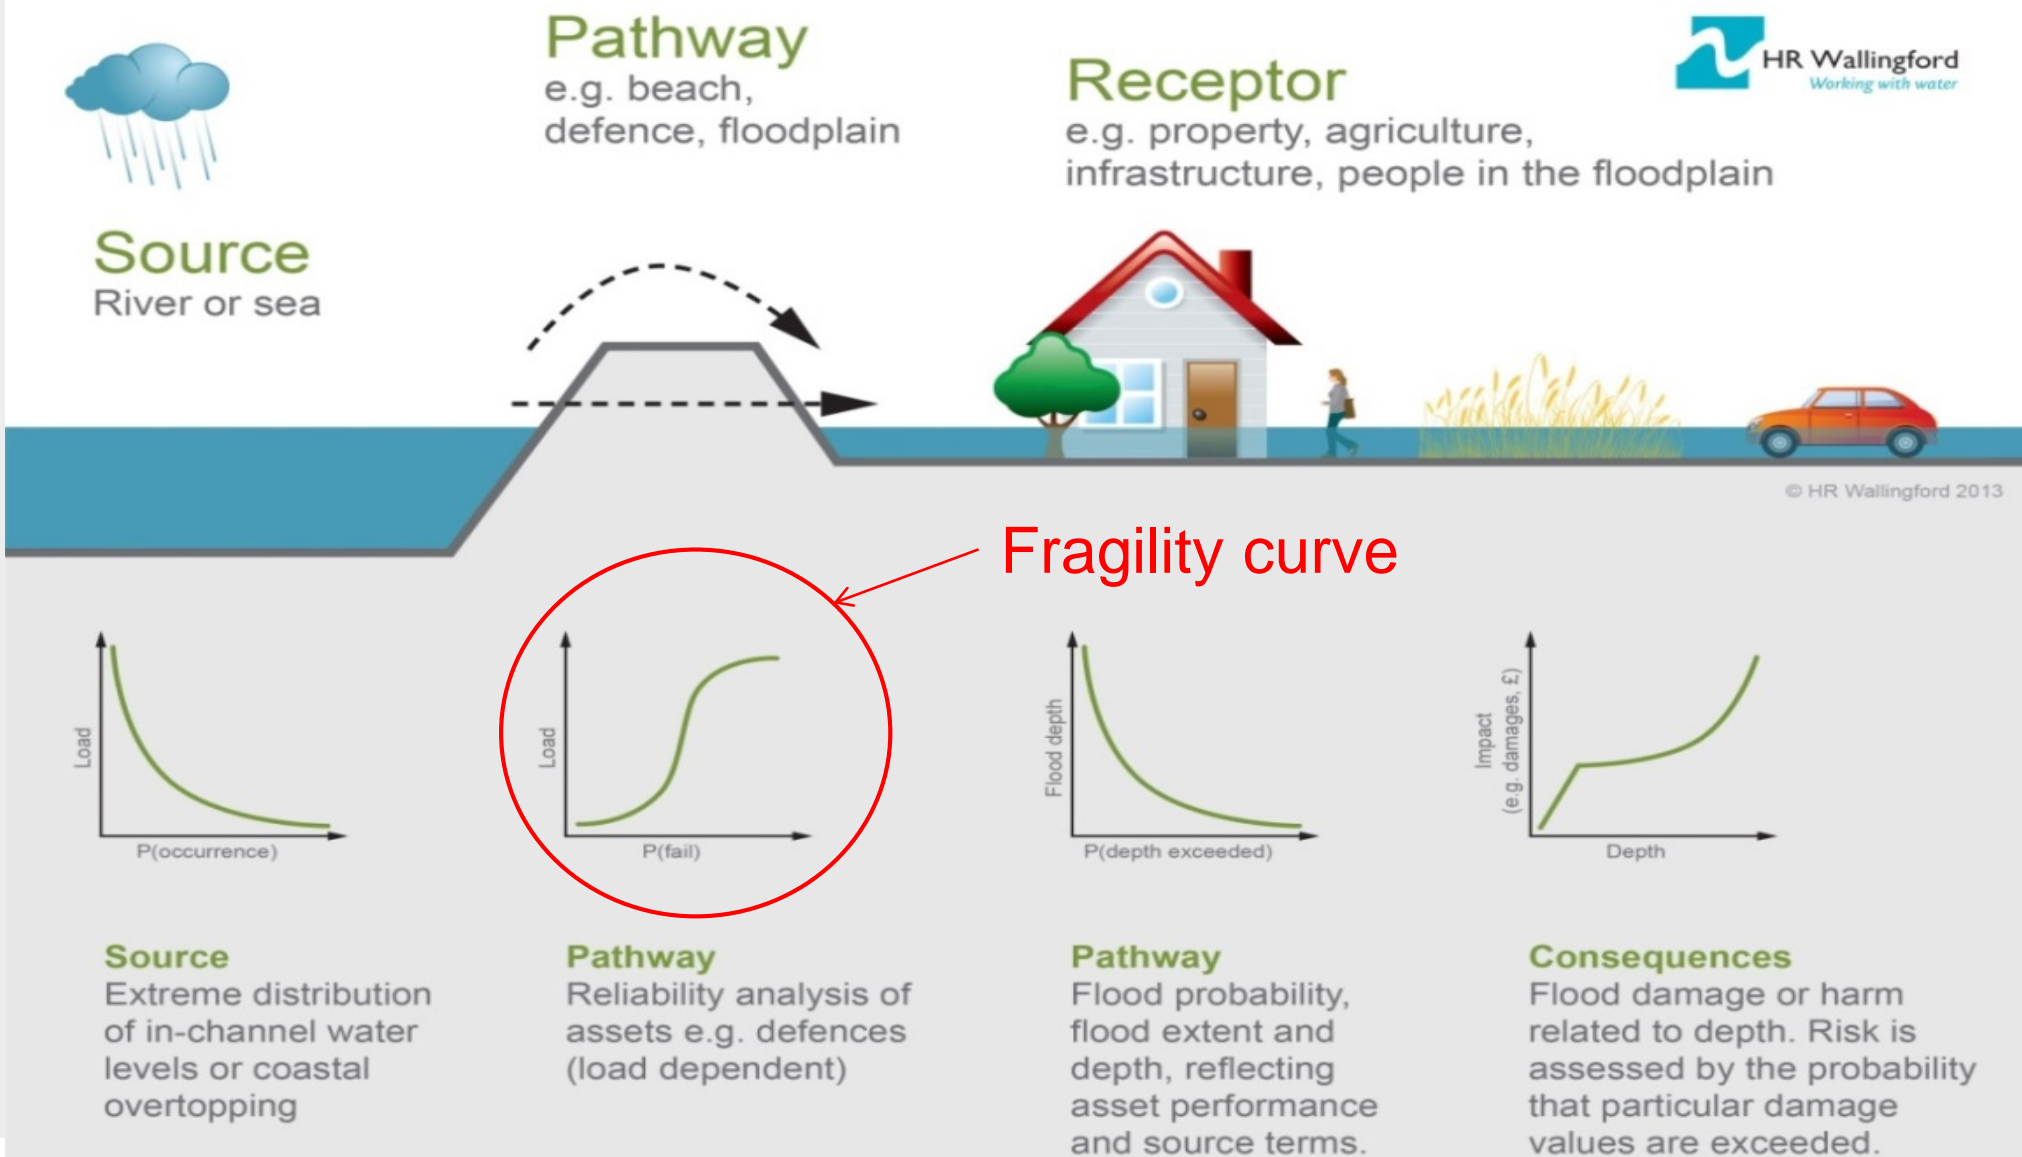 Pathway
e.g. beach,
defence, floodplain
Receptor
e.g. property, agriculture,
infrastructure, people in the floodplain
HR Wallingford
Working with water
Source
River or sea
© HR Wallingford 2013
Fragility curve
Load
P(occurrence)
Load
P(fail)
Flood depth
P(depth exceeded)
Impact
(e.g. damages, £)
Depth
Source
Extreme distribution
of in-channel water
levels or coastal
overtopping
Pathway
Reliability analysis of
assets e.g. defences
(load dependent)
Pathway
Flood probability,
flood extent and
depth, reflecting
asset performance
and source terms.
Consequences
Flood damage or harm
related to depth. Risk is
assessed by the probability
that particular damage
values are exceeded.